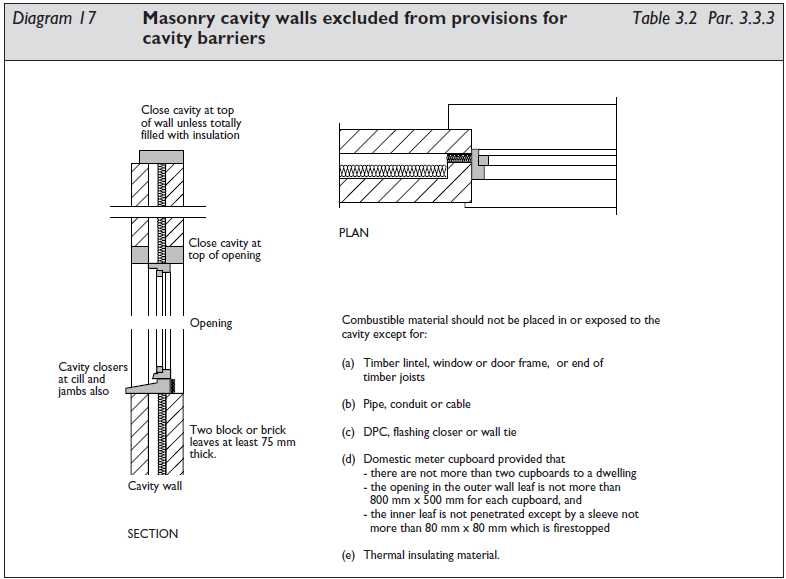 Diagram 17
Masonry cavity walls excluded from provisions for
cavity barriers
Table 3.2 Par. 3.3.3
Close cavity at top
of wall unless totally
filled with insulation
Close cavity at
top of opening
Opening
Cavity closers
at cill and
jambs also
Two block or brick
leaves at least 75 mm
thick.
Cavity wall
SECTION
PLAN
Combustible material should not be placed in or exposed to the
cavity except for:
(a) Timber lintel, window or door frame, or end of
timber joists
(b) Pipe, conduit or cable
(c) DPC, flashing closer or wall tie
(d) Domestic meter cupboard provided that
- there are not more than two cupboards to a dwelling
- the opening in the outer wall leaf is not more than
800 mm x 500 mm for each cupboard, and
- the inner leaf is not penetrated except by a sleeve not
more than 80 mm x 80 mm which is firestopped
(e) Thermal insulating material.